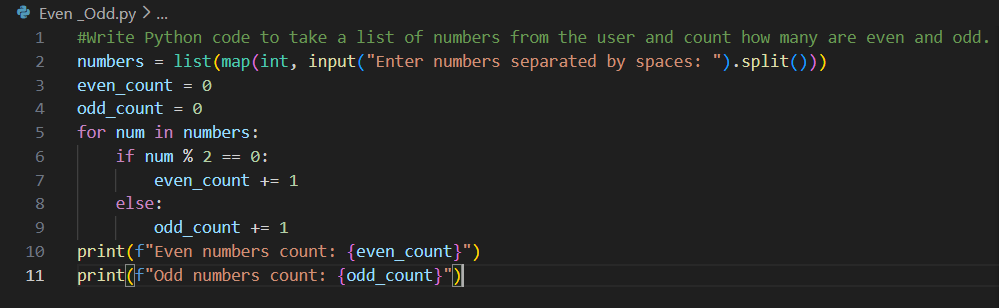 Even _Odd.py > ...
1 #Write Python code to take a list of numbers from the user and count how many are even and odd.
2 numbers = list(map(int, input("Enter numbers separated by spaces: ").split()))
3 even_count = 0
4 odd_count = 0
5 for num in numbers:
6     if num % 2 == 0:
7         even_count += 1
8     else:
9         odd_count += 1
10 print(f"Even numbers count: {even_count}")
11 print(f"Odd numbers count: {odd_count}")